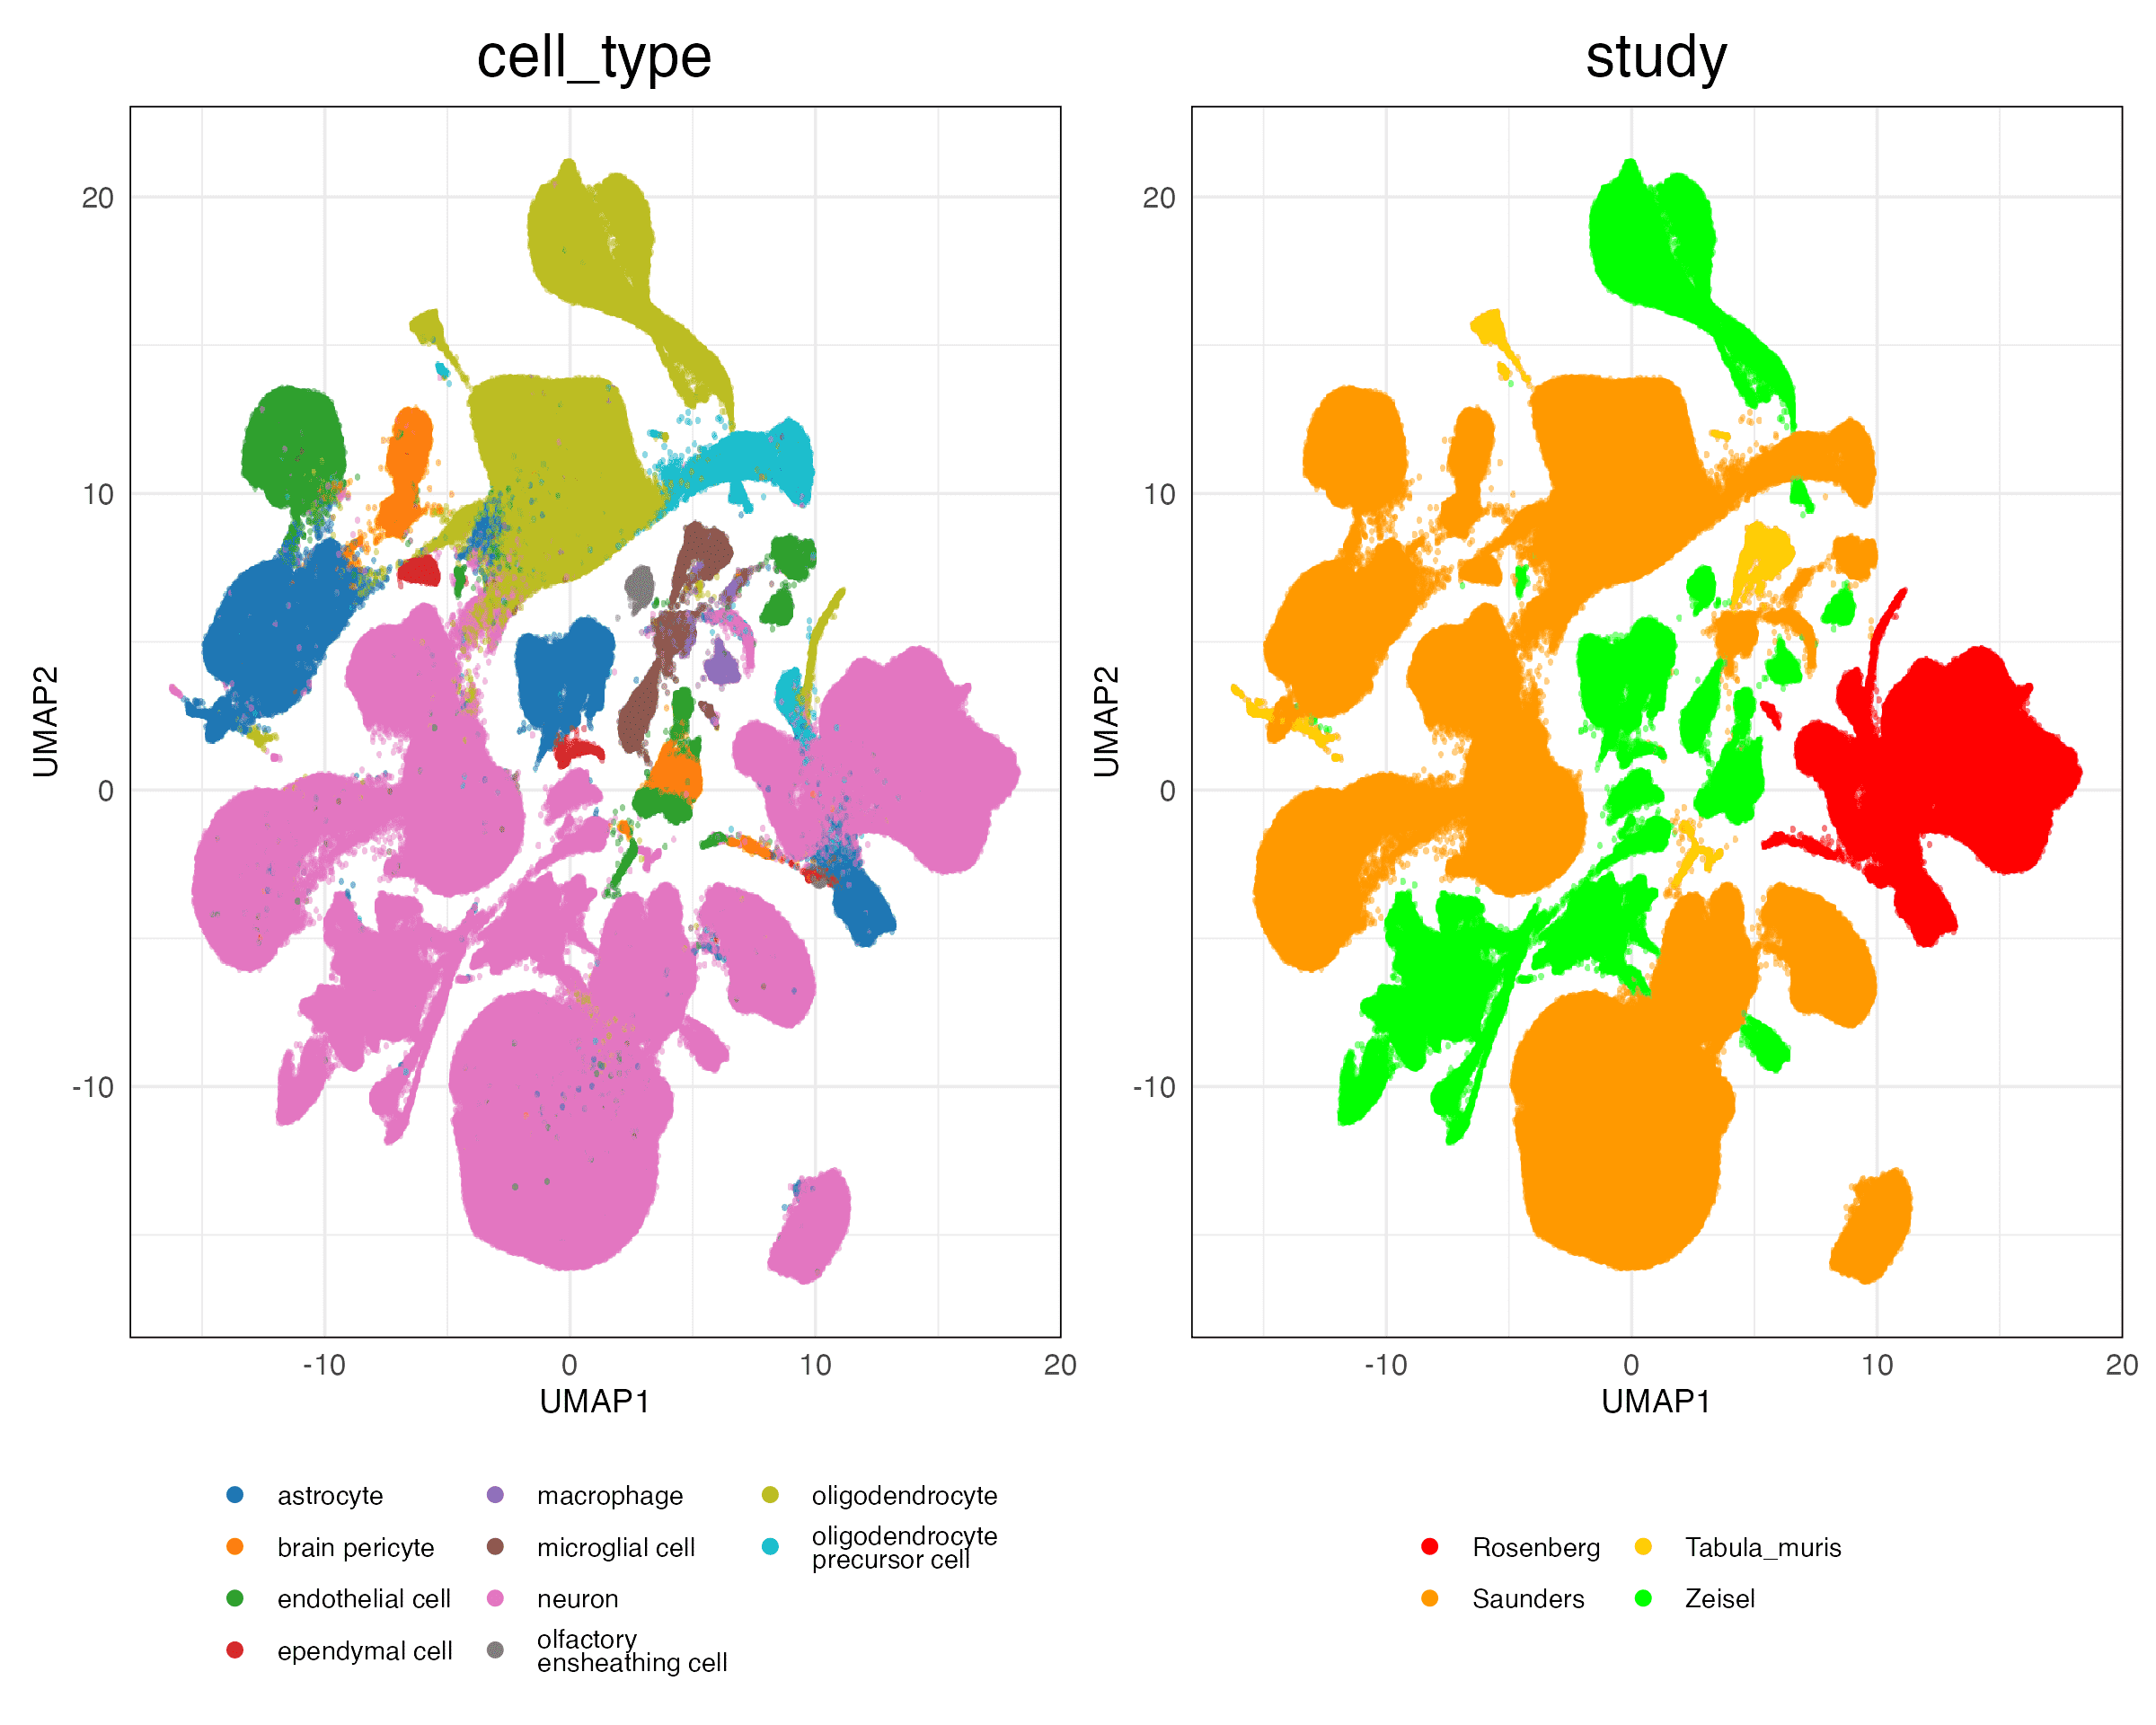 cell_type
20
10
0
-10
UMAP2
-10
0
10
20
UMAP1
astrocyte
brain pericyte
endothelial cell
ependymal cell
macrophage
microglial cell
neuron
olfactory
ensheathing cell
oligodendrocyte
oligodendrocyte
precursor cell
study
20
10
0
-10
UMAP2
-10
0
10
20
UMAP1
Rosenberg
Saunders
Tabula_muris
Zeisel